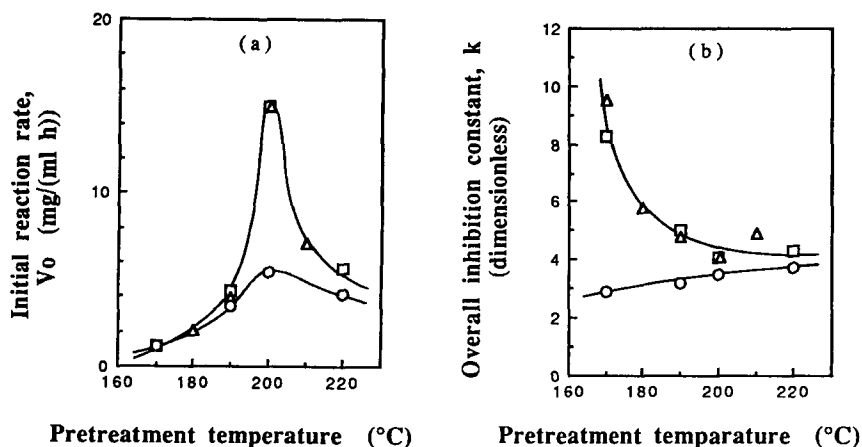 (a)
Initial reaction rate,
Vo (mg/(ml h))
20
10
0
160 180 200 220
Pretreatment temperature (°C)
(b)
Overall inhibition constant, k
(dimensionless)
12
10
8
6
4
2
0
160 180 200 220
Pretreatment temparature (°C)